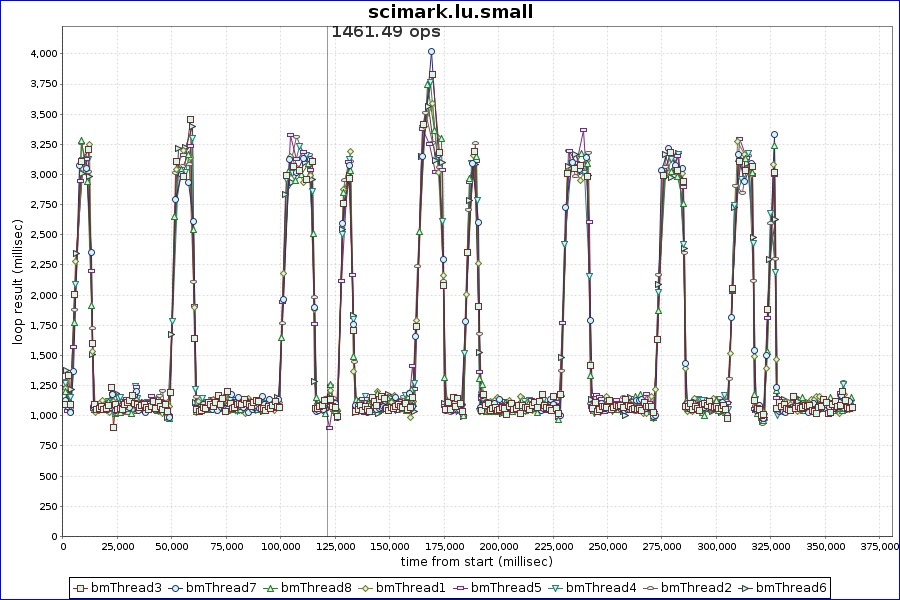 scimark.lu.small
1461.49 ops
loop result (millisec)
4,000
3,750
3,500
3,250
3,000
2,750
2,500
2,250
2,000
1,750
1,500
1,250
1,000
750
500
250
0
0 25,000 50,000 75,000 100,000 125,000 150,000 175,000 200,000 225,000 250,000 275,000 300,000 325,000 350,000 375,000
time from start (millisec)
bmThread3 bmThread7 bmThread8 bmThread1 bmThread5 bmThread4 bmThread2 bmThread6